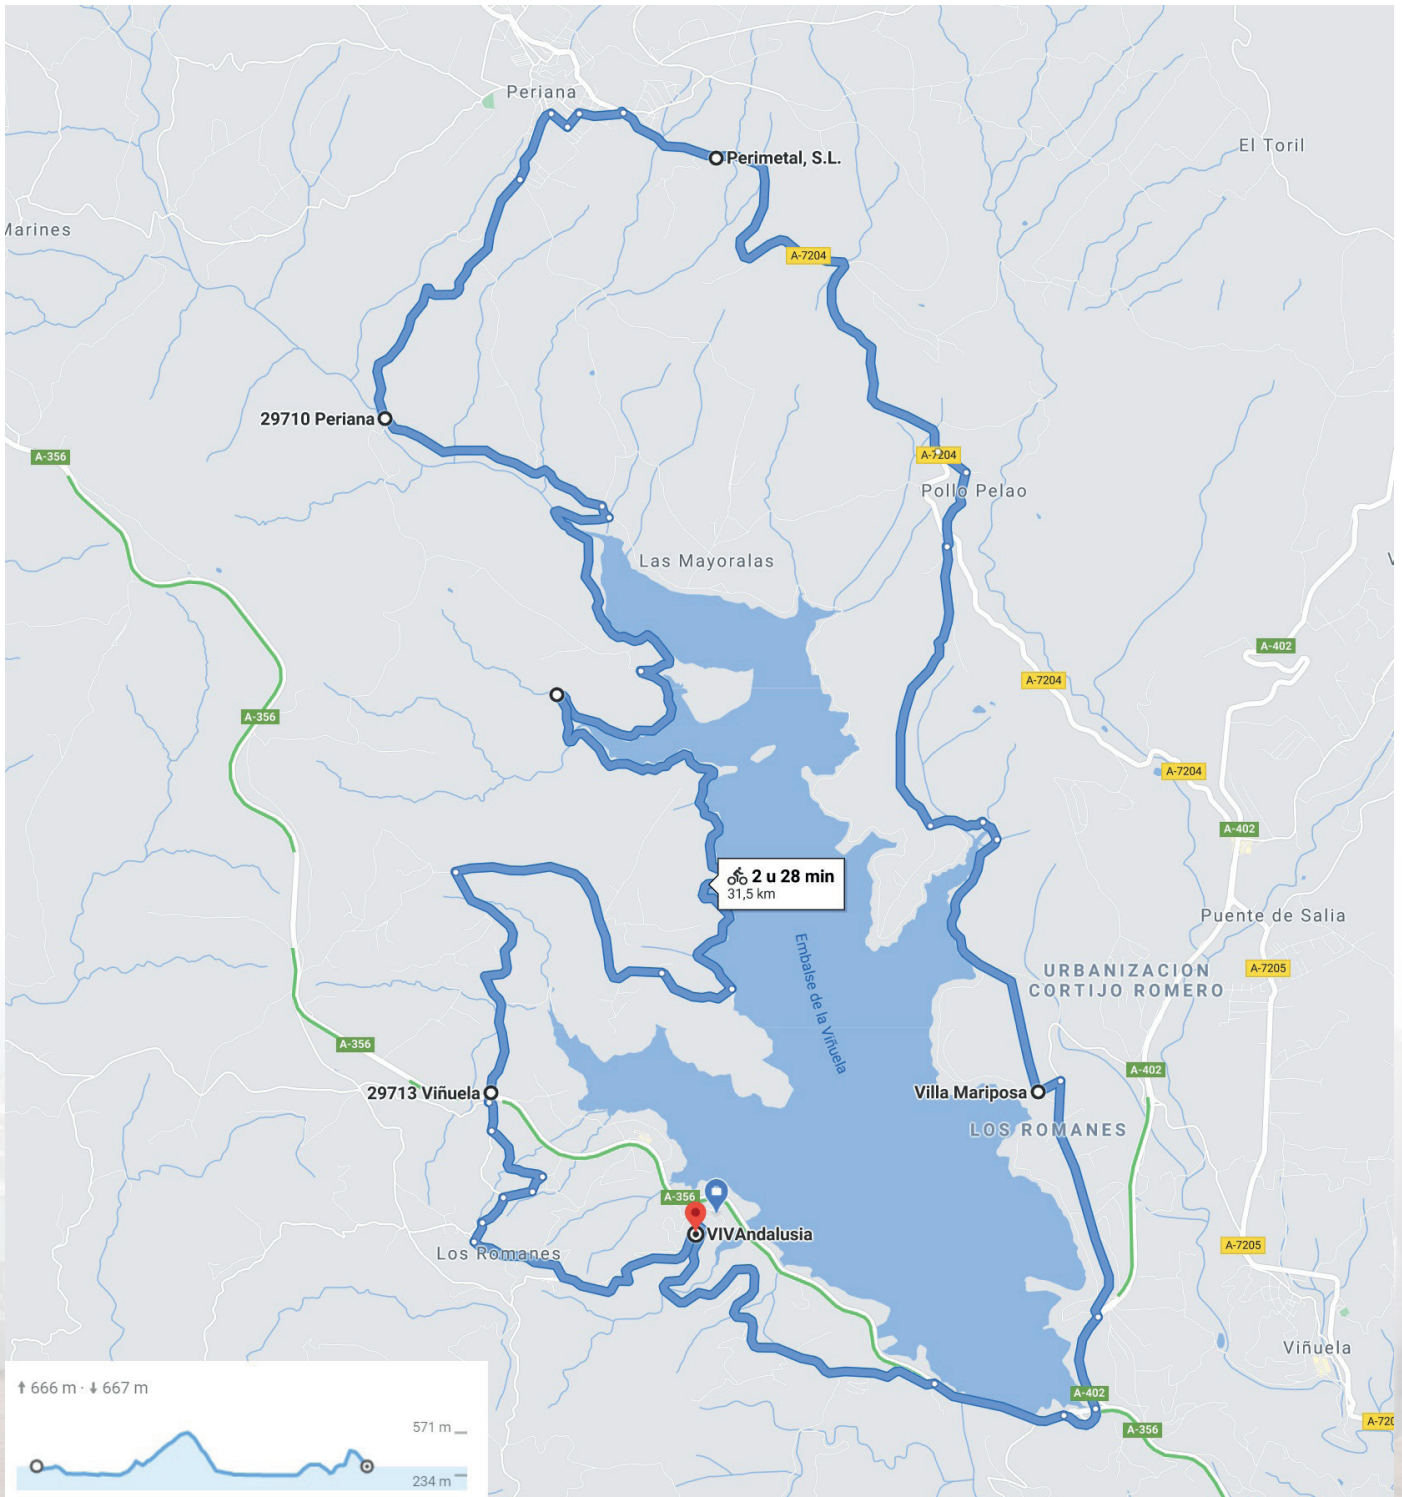 Periana
Perimetal, S.L.
El Toril
Marines
A-7204
29710 Periana
A-356
A-7204
Pollo Pelao
Las Mayoralas
A-402
A-7204
A-356
A-7204
A-402
2 u 28 min
31,5 km
Puente de Salia
Embalse de la Viñuela
URBANIZACION
CORTIJO ROMERO
A-7205
A-356
A-402
29713 Viñuela
Villa Mariposa
LOS ROMANES
A-356
VIVAndalusia
Los Romanes
A-7205
Viñuela
666 m · 667 m
A-402
A-720
A-356
571 m
234 m